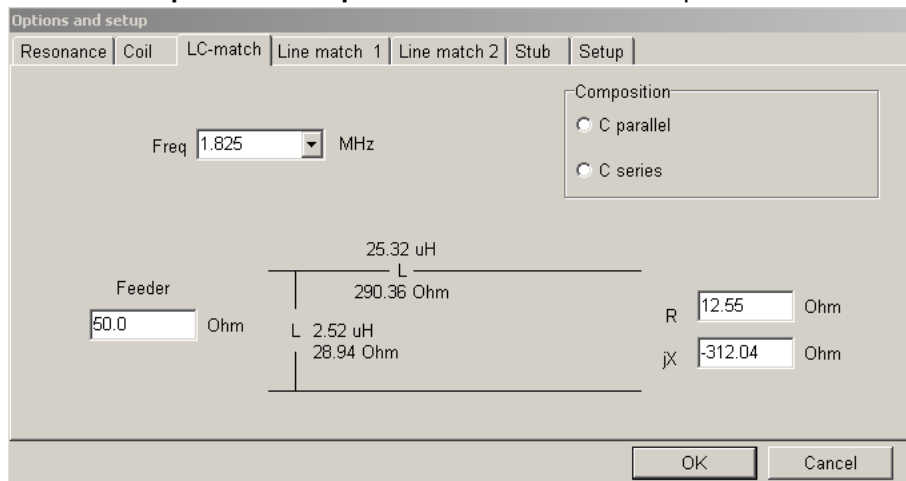 Options and setup
Resonance Coil LC-match Line match 1 Line match 2 Stub Setup
Composition
C parallel
C series
Freq 1.825 MHz
25.32 uH
L
290.36 Ohm
Feeder
50.0 Ohm
L 2.52 uH
28.94 Ohm
R 12.55 Ohm
jX -312.04 Ohm
OK Cancel